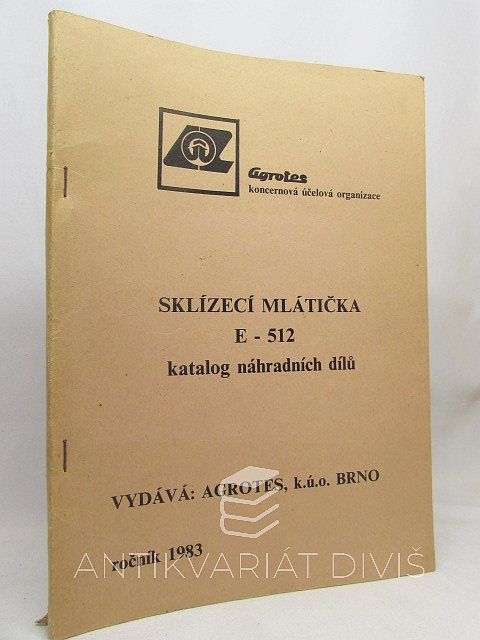 Agrotes
koncernová účelová organizace
SKLÍZECÍ MLÁTIČKA
E - 512
katalog náhradních dílů
VYDÁVÁ: AGROTES, k.ú.o. BRNO
ročník 1983
ANTIKVARIÁT DIVIŠ